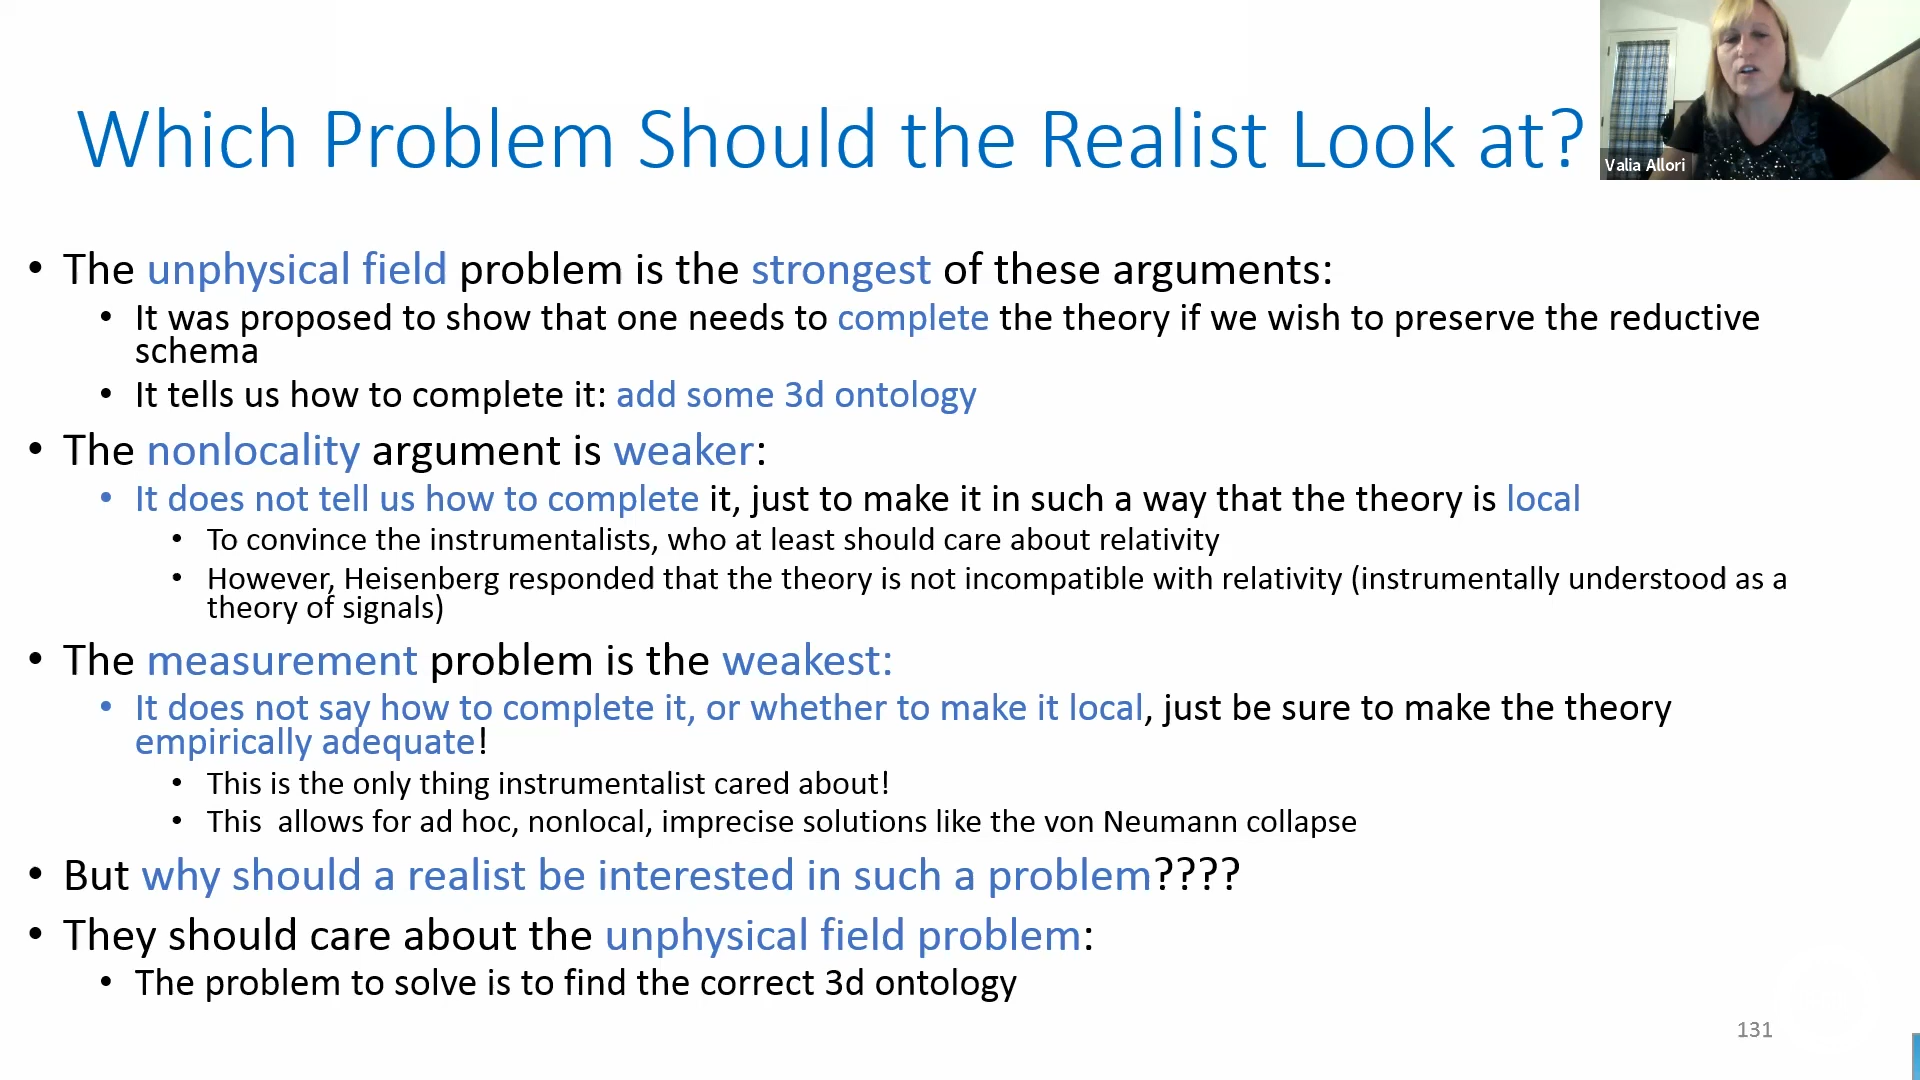 Which Problem Should the Realist Look at?
Valia Allori
• The unphysical field problem is the strongest of these arguments:
• It was proposed to show that one needs to complete the theory if we wish to preserve the reductive
schema
• It tells us how to complete it: add some 3d ontology
• The nonlocality argument is weaker:
• It does not tell us how to complete it, just to make it in such a way that the theory is local
• To convince the instrumentalists, who at least should care about relativity
• However, Heisenberg responded that the theory is not incompatible with relativity (instrumentally understood as a
theory of signals)
• The measurement problem is the weakest:
• It does not say how to complete it, or whether to make it local, just be sure to make the theory
empirically adequate!
• This is the only thing instrumentalist cared about!
• This  allows for ad hoc, nonlocal, imprecise solutions like the von Neumann collapse
• But why should a realist be interested in such a problem????
• They should care about the unphysical field problem:
• The problem to solve is to find the correct 3d ontology
131